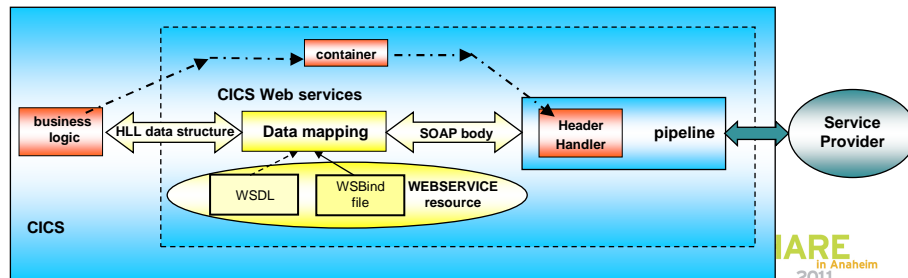 container
CICS Web services
business
logic
HLL data structure
Data mapping
SOAP body
Header
Handler
pipeline
Service
Provider
WSDL
WSBind
file
WEBSERVICE
resource
CICS
in Anaheim
2011